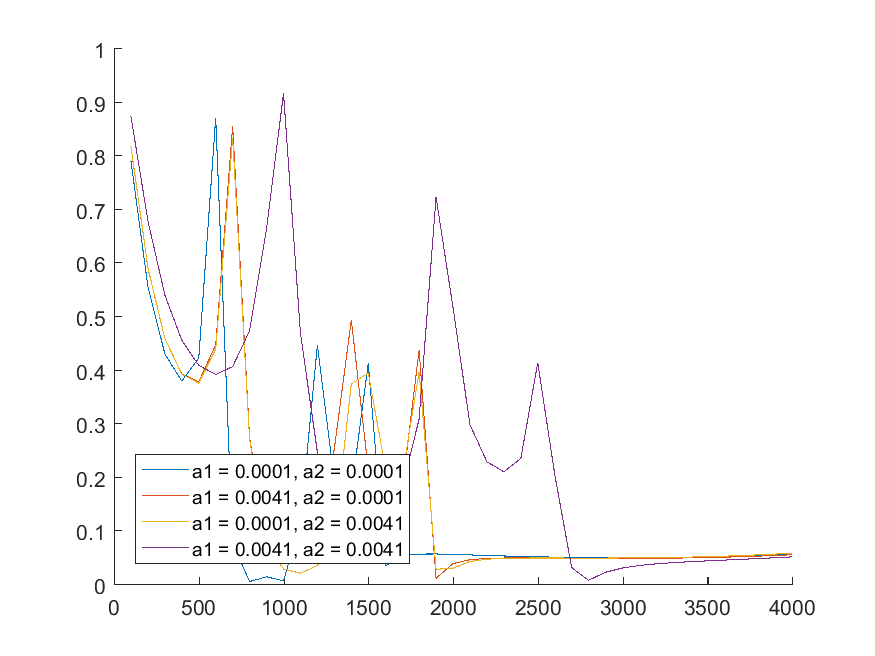 1
0.9
0.8
0.7
0.6
0.5
0.4
0.3
0.2
0.1
0
a1 = 0.0001, a2 = 0.0001
a1 = 0.0041, a2 = 0.0001
a1 = 0.0001, a2 = 0.0041
a1 = 0.0041, a2 = 0.0041
0 500 1000 1500 2000 2500 3000 3500 4000